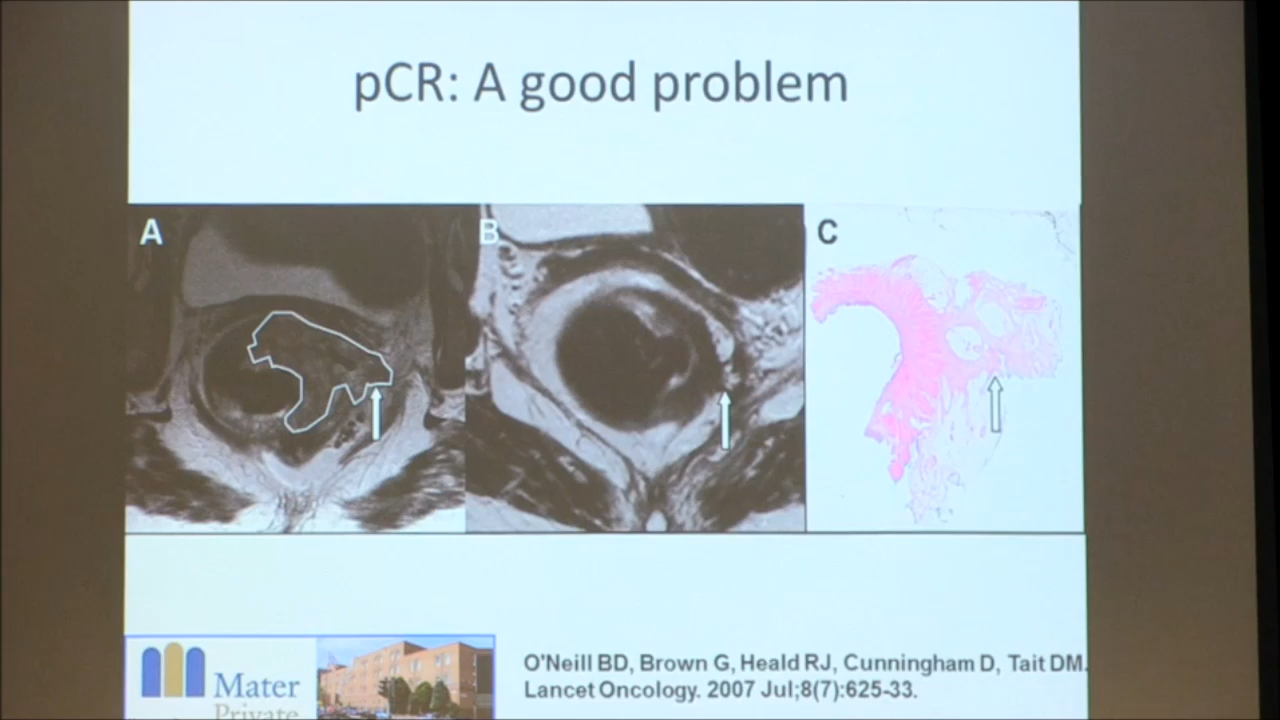 pCR: A good problem
A
B
C
Mater
Private
O'Neill BD, Brown G, Heald RJ, Cunningham D, Tait DM.
Lancet Oncology. 2007 Jul;8(7):625-33.